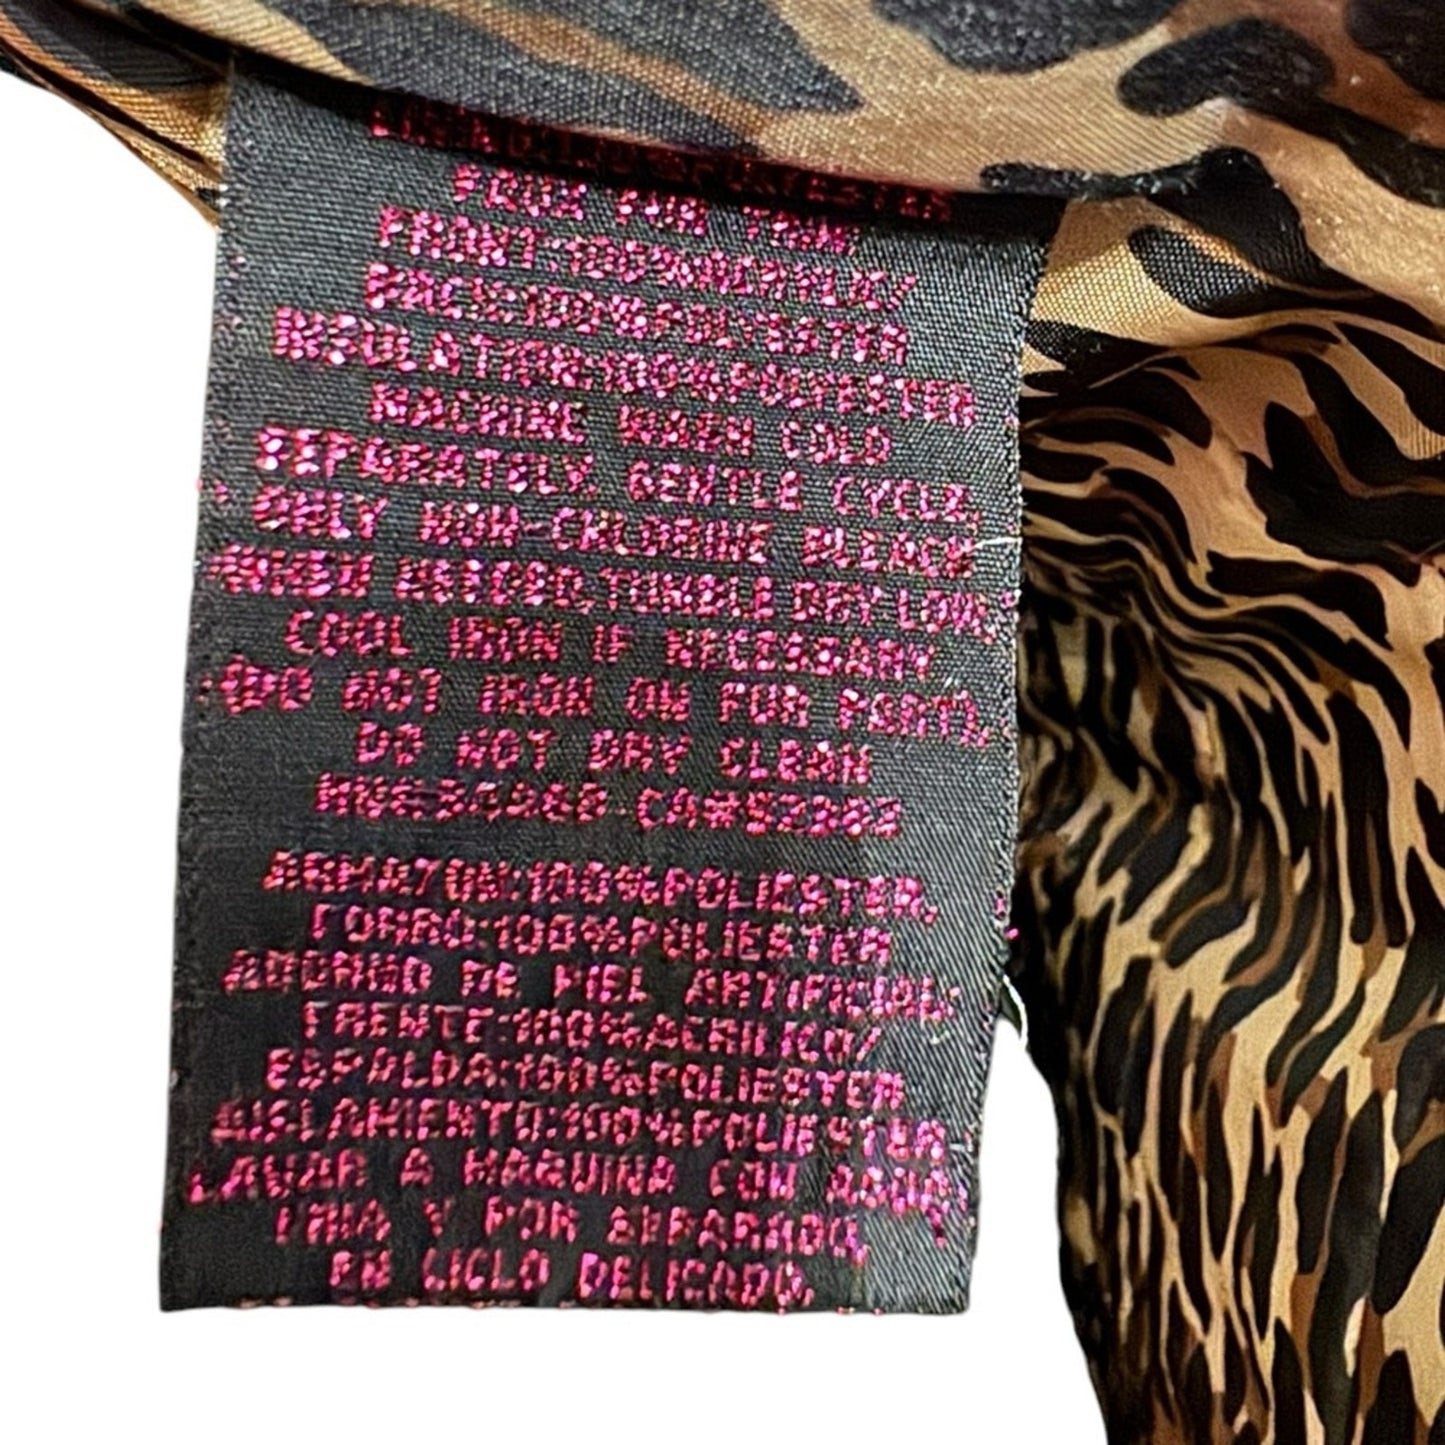 LINING:100%POLYESTER
FAUX FUR TRIM:
FRONT:100%ACRYLIC/
BACK:100%POLYESTER
INSULATION:100%POLYESTER
MACHINE WASH COLD
SEPARATELY, GENTLE CYCLE,
ONLY NON-CHLORINE BLEACH
WHEN NEEDED,TUMBLE DRY LOW,
COOL IRON IF NECESSARY
(DO NOT IRON ON FUR PART),
DO NOT DRY CLEAN
ARMAZON:100%POLIESTER,
FORRO:100%POLIESTER
ADORNO DE PIEL ARTIFICIAL:
FRENTE:100%ACRILICO/
ESPALDA:100%POLIESTER
AISLAMIENTO:100%POLIESTER
LAVAR A MAQUINA CON AGUA
FRIA Y POR SEPARADO,
EN CICLO DELICADO,